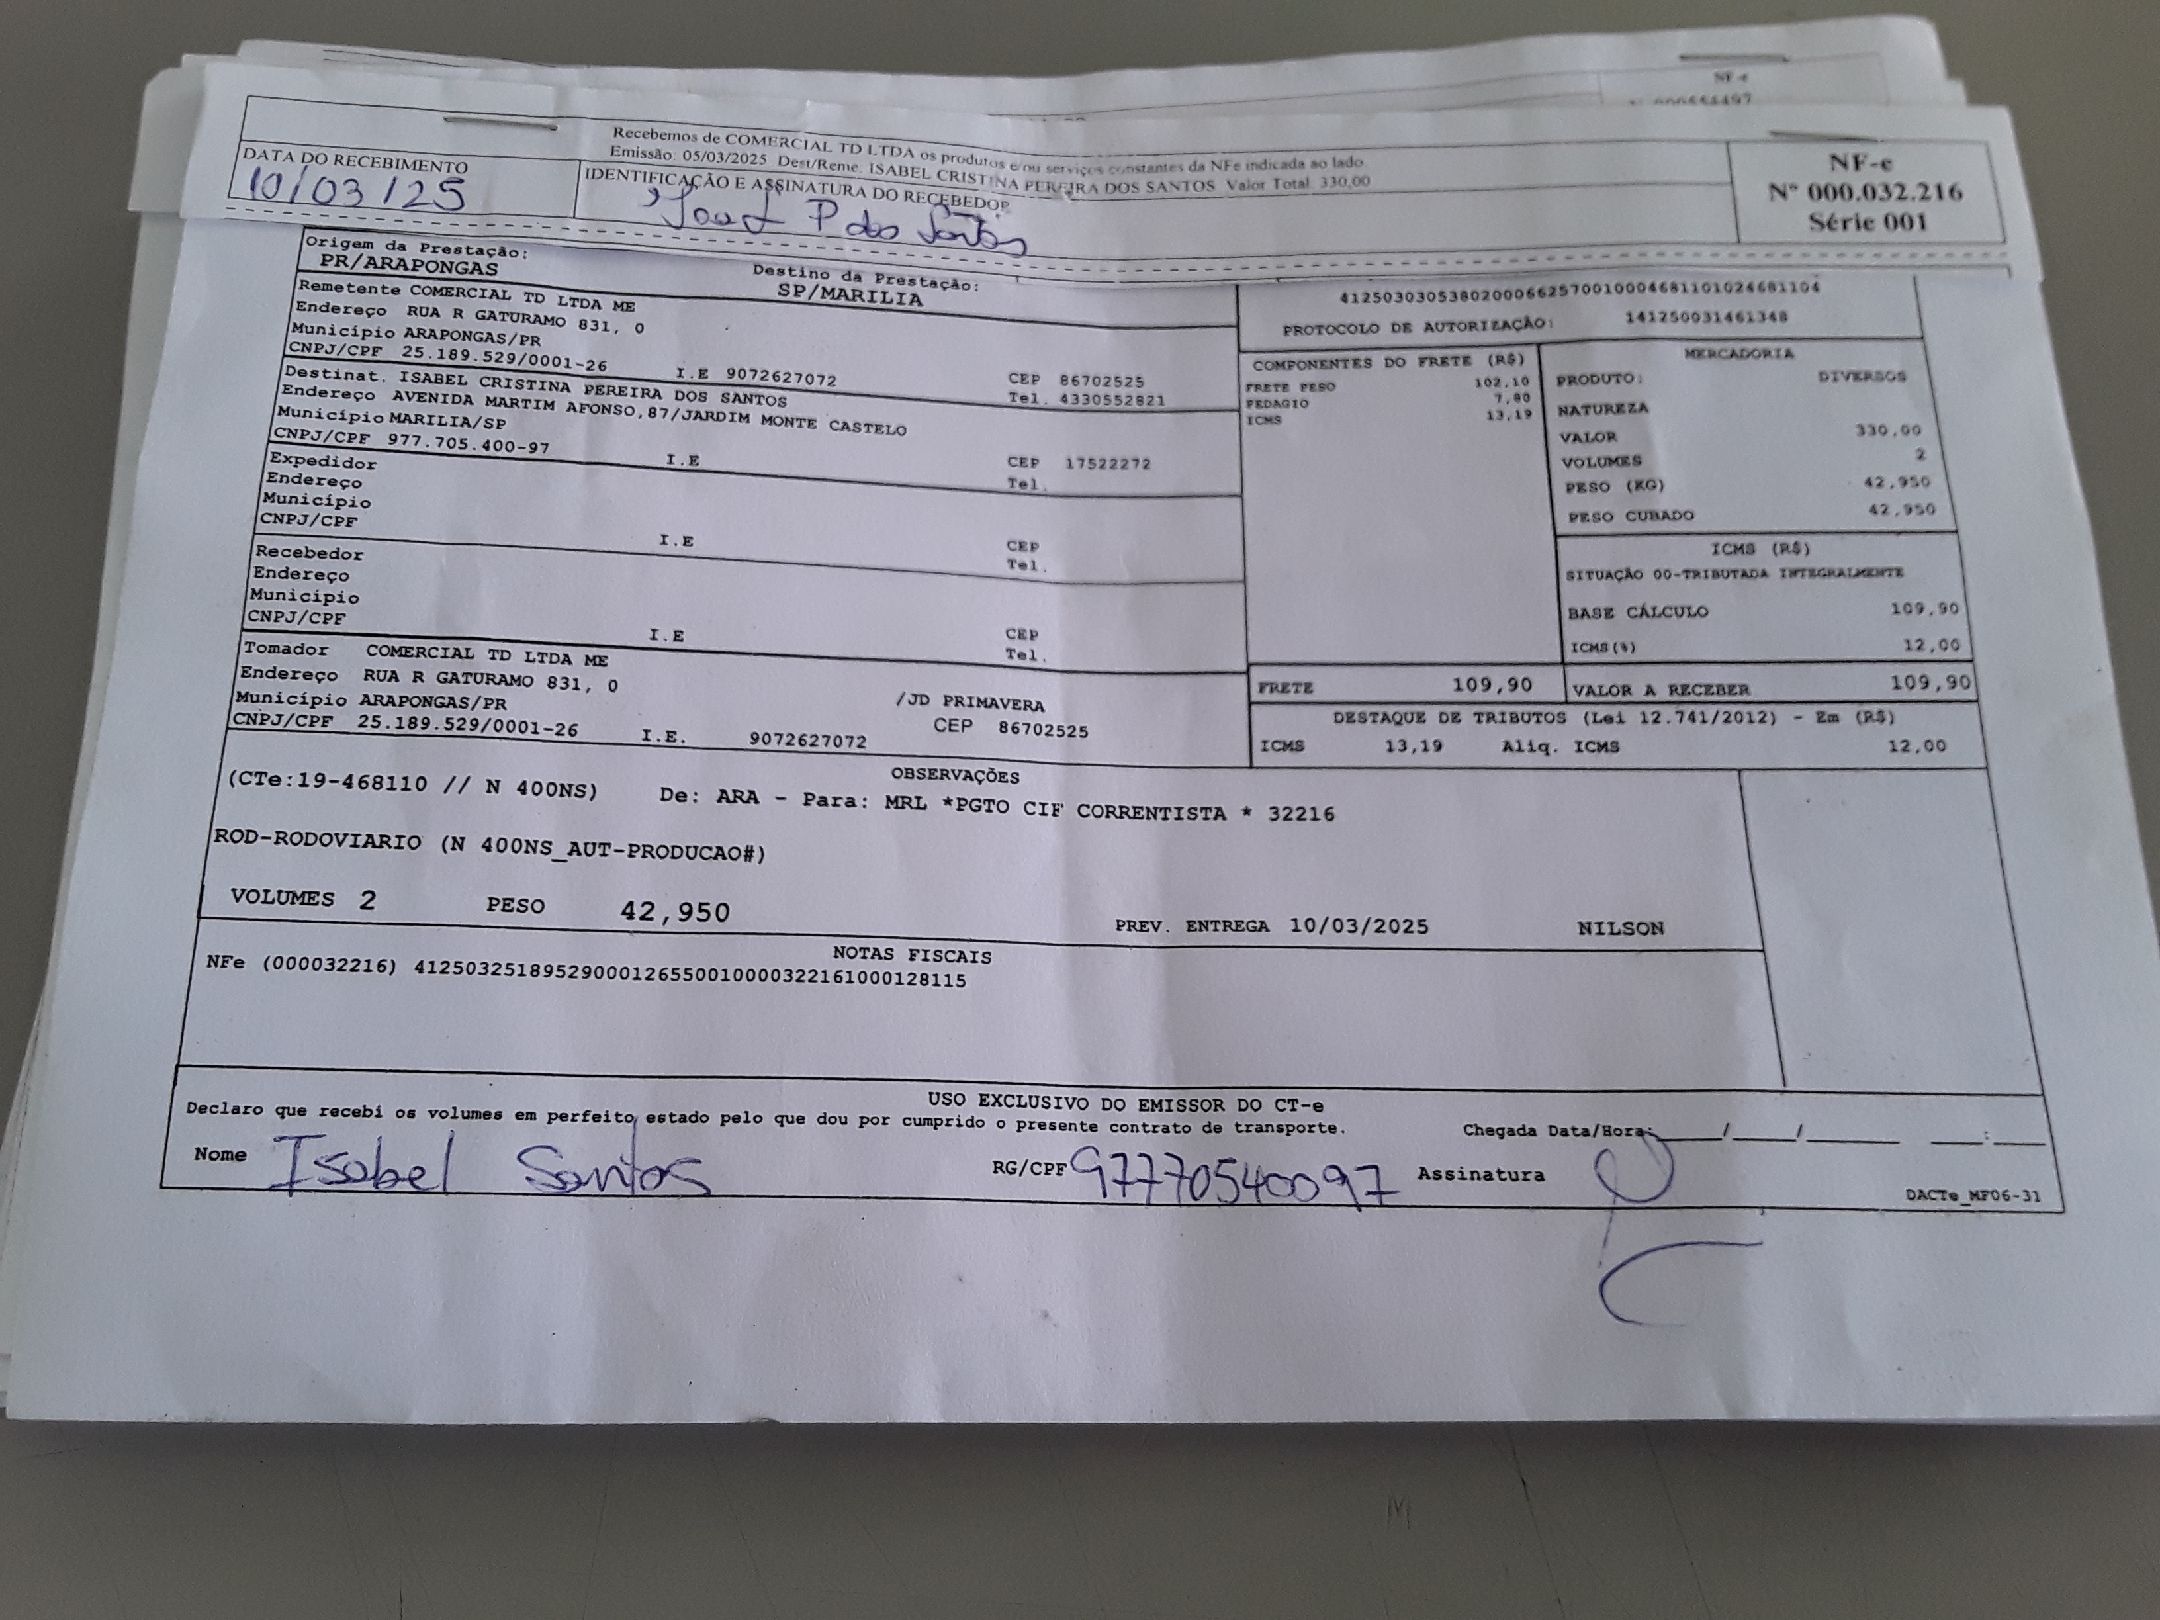 NF-e
Recebemos de COMERCIAL TD LTDA os produtos e/ou serviços constantes da NFe indicada ao lado
Emissão: 05/03/2025 Dest/Reme. ISABEL CRISTINA PEREIRA DOS SANTOS Valor Total 330,00
DATA DO RECEBIMENTO
10/03/25
IDENTIFICAÇÃO E ASSINATURA DO RECEBEDOR
P dos Santos
NF-e
N° 000.032.216
Série 001
Origem da Prestação:
PR/ARAPONGAS
Destino da Prestação:
SP/MARILIA
Remetente COMERCIAL TD LTDA ME
Endereço RUA R GATURAMO 831, 0
Município ARAPONGAS/PR
CNPJ/CPF 25.189.529/0001-26 I.E 9072627072 CEP 86702525
Tel. 4330552821
Destinat. ISABEL CRISTINA PEREIRA DOS SANTOS
Endereço AVENIDA MARTIM AFONSO,87/JARDIM MONTE CASTELO
Município MARILIA/SP
CNPJ/CPF 977.705.400-97 I.E CEP 17522272
Tel.
Expedidor
Endereço
Município
CNPJ/CPF I.E CEP
Tel.
Recebedor
Endereço
Município
CNPJ/CPF I.E CEP
Tel.
Tomador COMERCIAL TD LTDA ME
Endereço RUA R GATURAMO 831, 0 /JD PRIMAVERA
Município ARAPONGAS/PR CEP 86702525
CNPJ/CPF 25.189.529/0001-26 I.E. 9072627072
41250303053802000662570010004681101024681104
PROTOCOLO DE AUTORIZAÇÃO: 141250031461348
COMPONENTES DO FRETE (R$)
FRETE PESO 102,10
PEDAGIO 7,80
ICMS 13,19
MERCADORIA
PRODUTO: DIVERSOS
NATUREZA
VALOR 330,00
VOLUMES 2
PESO (KG) 42,950
PESO CUBADO 42,950
ICMS (R$)
SITUAÇÃO 00-TRIBUTADA INTEGRALMENTE
BASE CÁLCULO 109,90
ICMS(%) 12,00
FRETE 109,90 VALOR A RECEBER 109,90
DESTAQUE DE TRIBUTOS (Lei 12.741/2012) - Em (R$)
ICMS 13,19 Aliq. ICMS 12,00
OBSERVAÇÕES
(CTe:19-468110 // N 400NS) De: ARA - Para: MRL *PGTO CIF CORRENTISTA * 32216
ROD-RODOVIARIO (N 400NS_AUT-PRODUCAO#)
VOLUMES 2 PESO 42,950 PREV. ENTREGA 10/03/2025 NILSON
NOTAS FISCAIS
NFe (000032216) 41250325189529000126550010000322161000128115
USO EXCLUSIVO DO EMISSOR DO CT-e
Declaro que recebi os volumes em perfeito estado pelo que dou por cumprido o presente contrato de transporte.
Chegada Data/Hora: / / :
Nome Isabel Santos RG/CPF 97770540097 Assinatura
DACTe_MF06-31